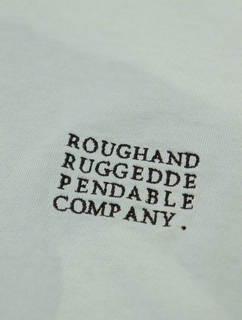 ROUGHAND
RUGGEDDE
PENDABLE
COMPANY.